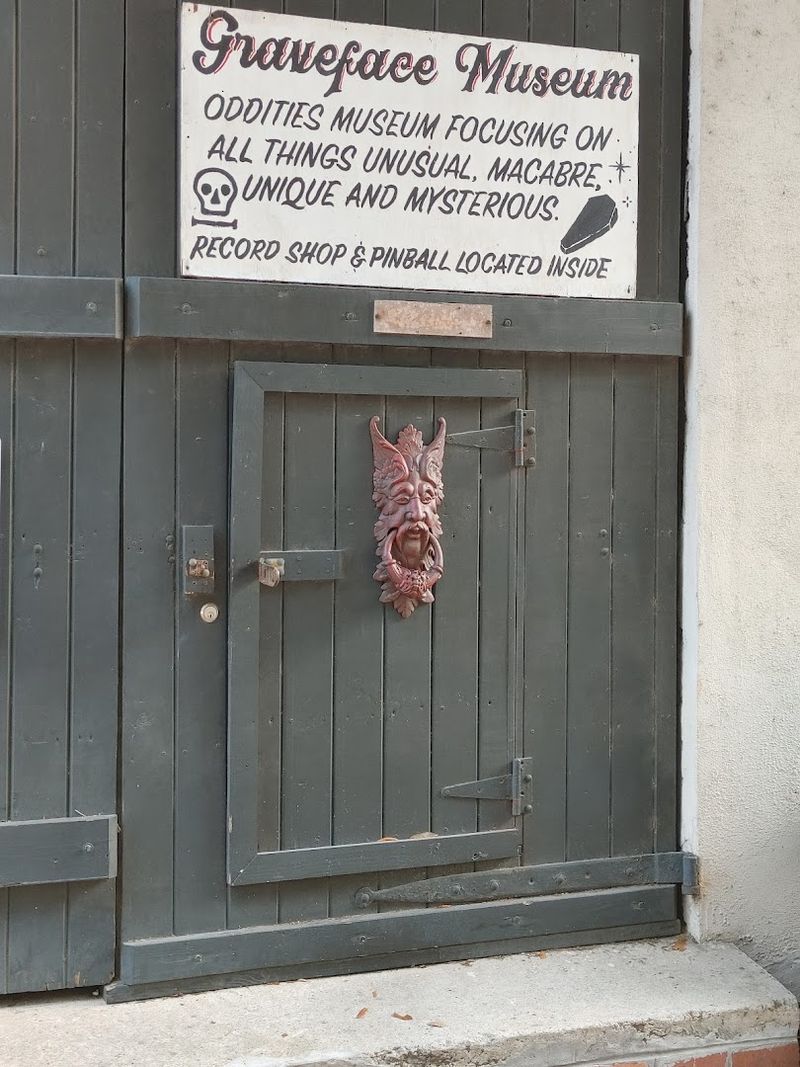 Graveface Museum
ODDITIES MUSEUM FOCUSING ON
ALL THINGS UNUSUAL, MACABRE,
UNIQUE AND MYSTERIOUS.
RECORD SHOP & PINBALL LOCATED INSIDE